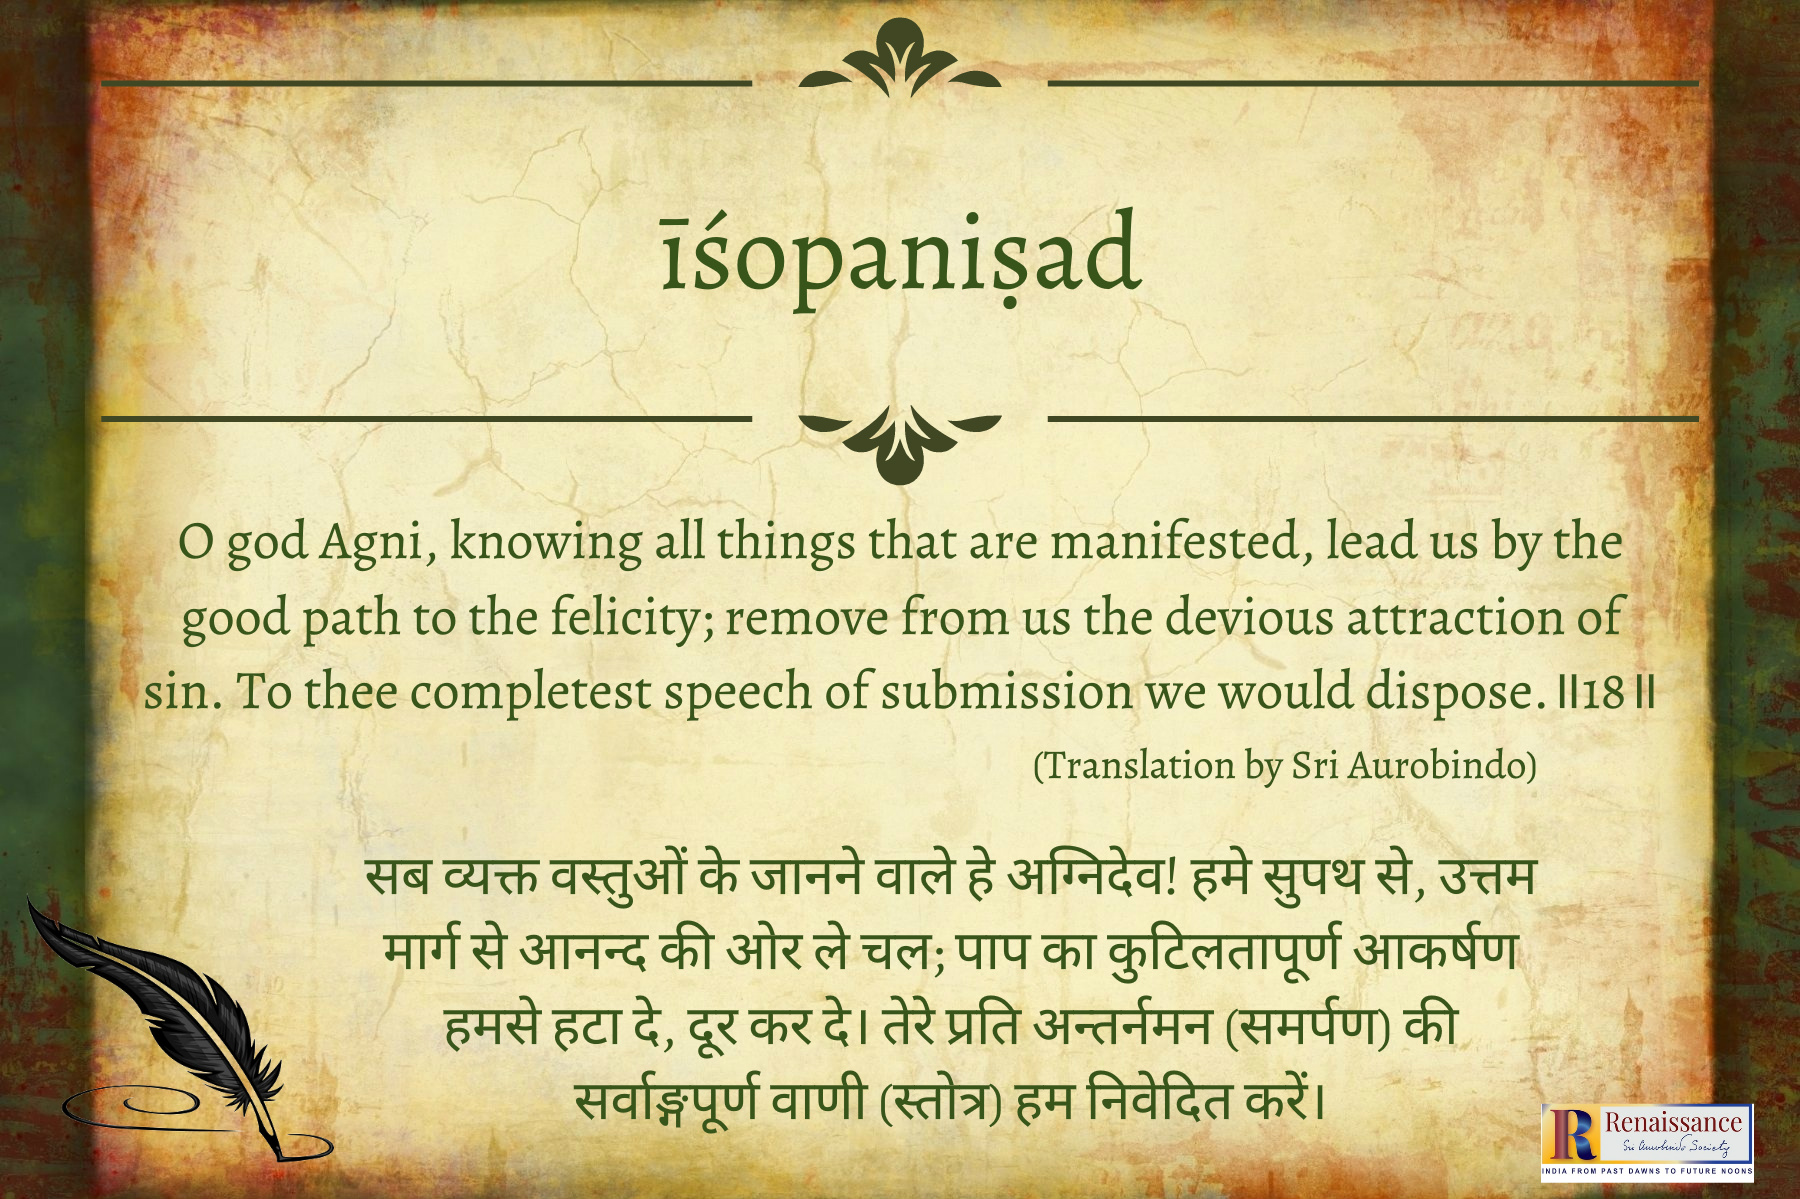 īśopaniṣad
O god Agni, knowing all things that are manifested, lead us by the
good path to the felicity; remove from us the devious attraction of
sin. To thee completest speech of submission we would dispose. ॥18॥
(Translation by Sri Aurobindo)
सब व्यक्त वस्तुओं के जानने वाले हे अग्निदेव! हमे सुपथ से, उत्तम
मार्ग से आनन्द की ओर ले चल; पाप का कुटिलतापूर्ण आकर्षण
हमसे हटा दे, दूर कर दे। तेरे प्रति अन्तर्नमन (समर्पण) की
सर्वाङ्गपूर्ण वाणी (स्तोत्र) हम निवेदित करें।
R Renaissance
Sri Aurobindo Society
INDIA FROM PAST DAWNS TO FUTURE NOONS